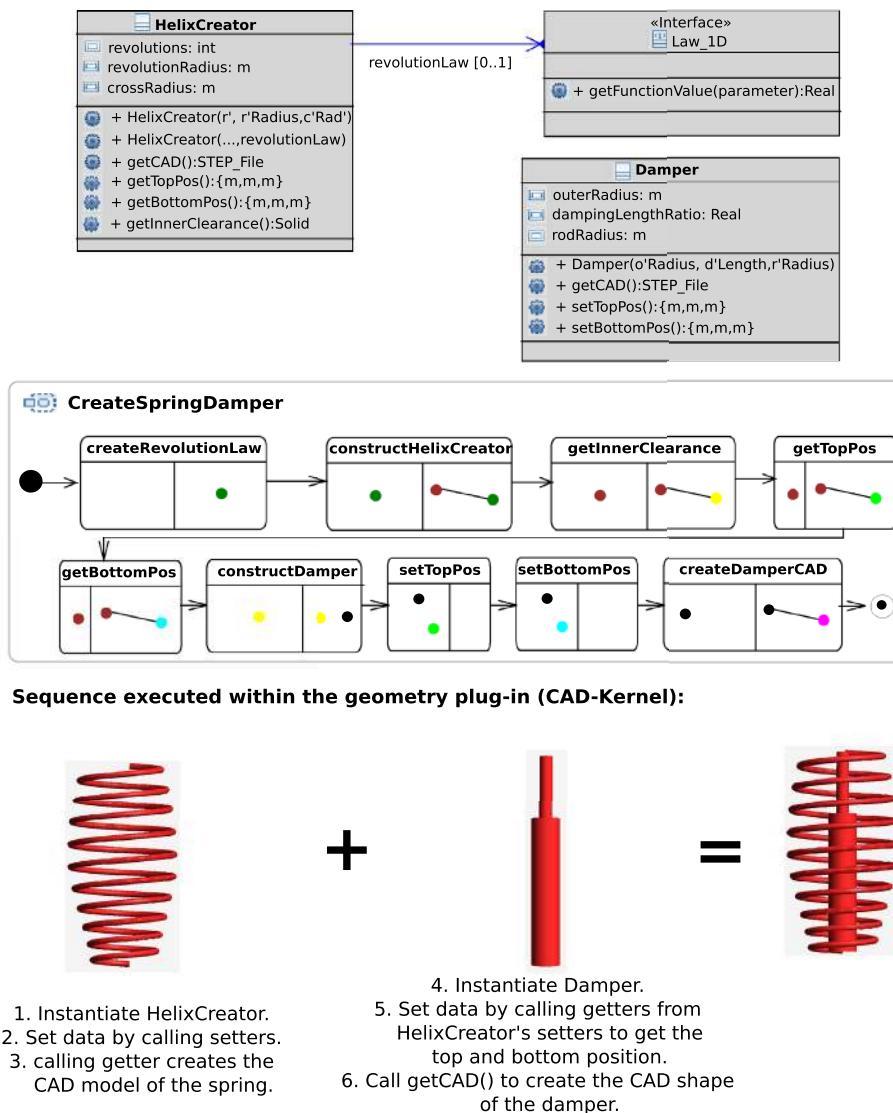 HelixCreator
revolutions: int
revolutionRadius: m
crossRadius: m
+ HelixCreator(r', r'Radius,c'Rad')
+ HelixCreator(...,revolutionLaw)
+ getCAD():STEP_File
+ getTopPos():{m,m,m}
+ getBottomPos():{m,m,m}
+ getInnerClearance():Solid
revolutionLaw [0..1]
«Interface»
Law_1D
+ getFunctionValue(parameter):Real
Damper
outerRadius: m
dampingLengthRatio: Real
rodRadius: m
+ Damper(o'Radius, d'Length,r'Radius)
+ getCAD():STEP_File
+ setTopPos():{m,m,m}
+ setBottomPos():{m,m,m}
CreateSpringDamper
createRevolutionLaw
constructHelixCreator
getInnerClearance
getTopPos
getBottomPos
constructDamper
setTopPos
setBottomPos
createDamperCAD
Sequence executed within the geometry plug-in (CAD-Kernel):
+
=
1. Instantiate HelixCreator.
2. Set data by calling setters.
3. calling getter creates the
CAD model of the spring.
4. Instantiate Damper.
5. Set data by calling getters from
HelixCreator's setters to get the
top and bottom position.
6. Call getCAD() to create the CAD shape
of the damper.